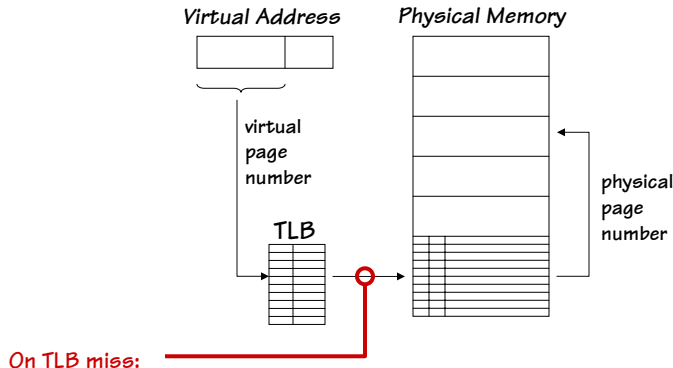 Virtual Address
Physical Memory
virtual
page
number
physical
page
number
TLB
On TLB miss: